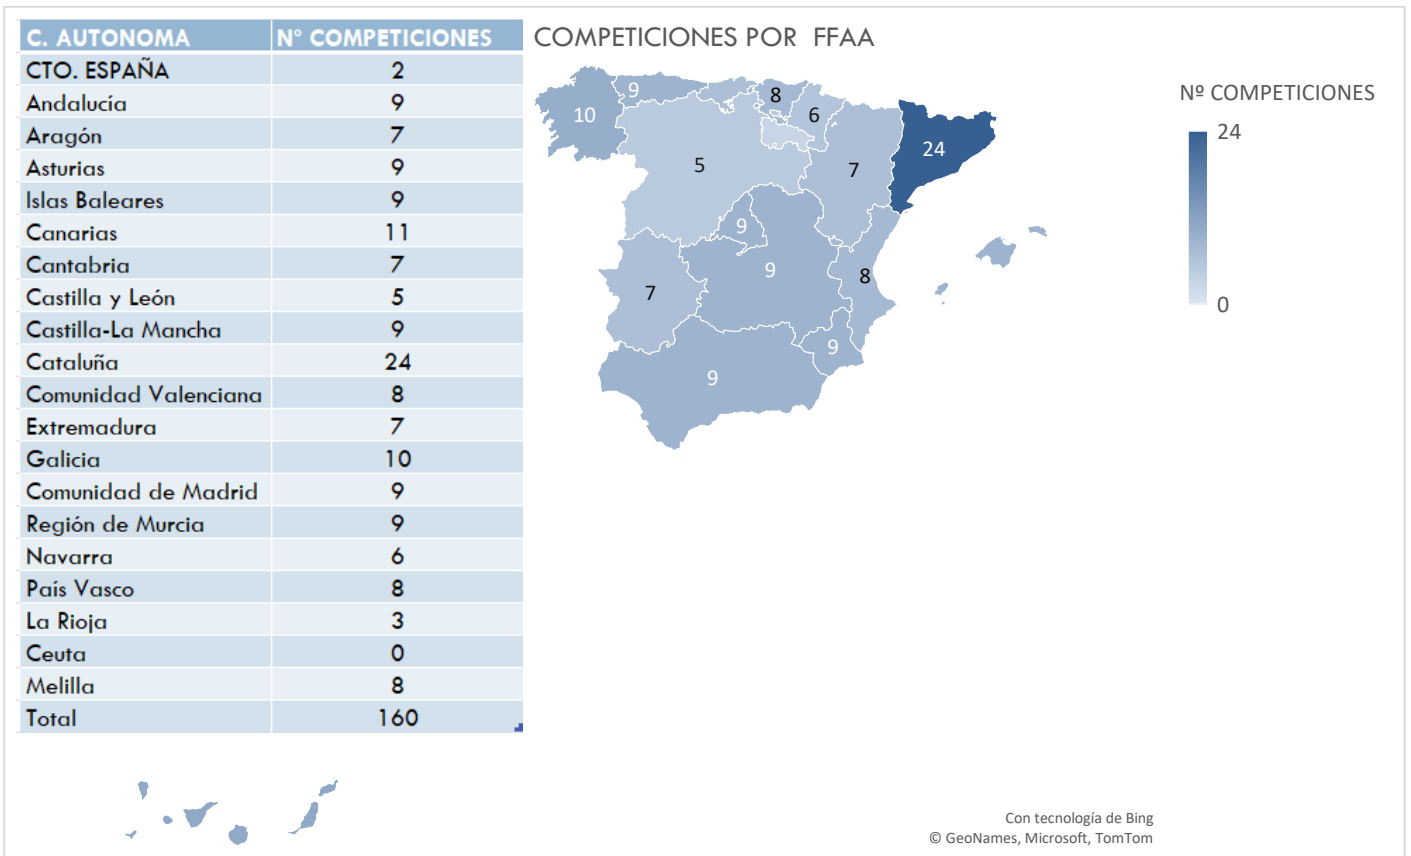 C. AUTONOMA Nº COMPETICIONES
CTO. ESPAÑA 2
Andalucía 9
Aragón 7
Asturias 9
Islas Baleares 9
Canarias 11
Cantabria 7
Castilla y León 5
Castilla-La Mancha 9
Cataluña 24
Comunidad Valenciana 8
Extremadura 7
Galicia 10
Comunidad de Madrid 9
Región de Murcia 9
Navarra 6
País Vasco 8
La Rioja 3
Ceuta 0
Melilla 8
Total 160
COMPETICIONES POR FFAA
9
8
10
6
24
5
7
9
9
8
7
9
9
Nº COMPETICIONES
24
0
Con tecnología de Bing
© GeoNames, Microsoft, TomTom